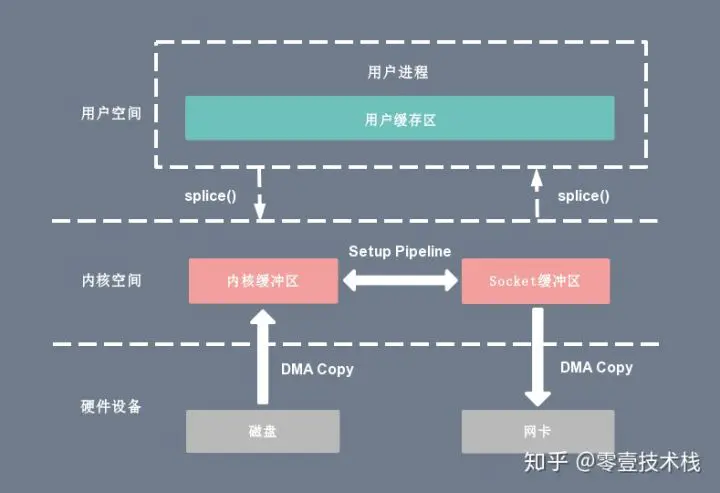 用户进程
用户空间
用户缓存区
splice()
splice()
Setup Pipeline
内核空间
内核缓冲区
Socket缓冲区
DMA Copy
DMA Copy
硬件设备
磁盘
网卡
知乎 @零壹技术栈